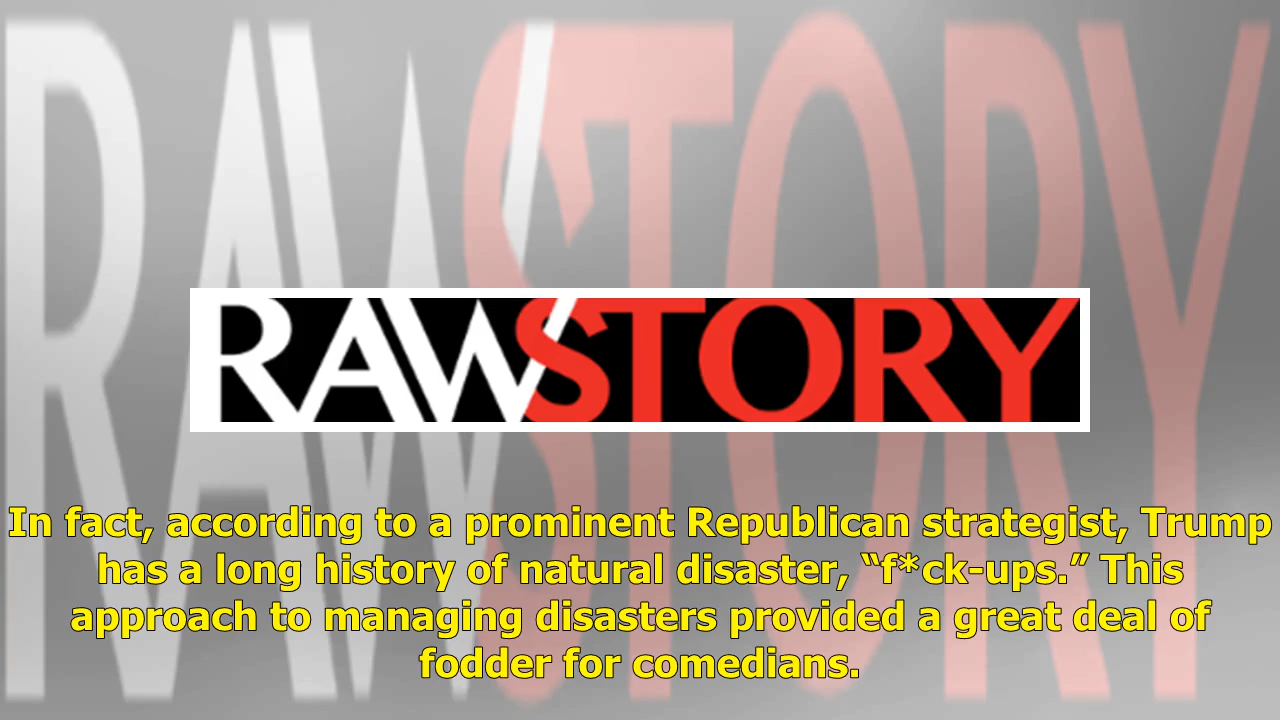 RAWSTORY
RAWSTORY
In fact, according to a prominent Republican strategist, Trump
has a long history of natural disaster, “f*ck-ups.” This
approach to managing disasters provided a great deal of
fodder for comedians.